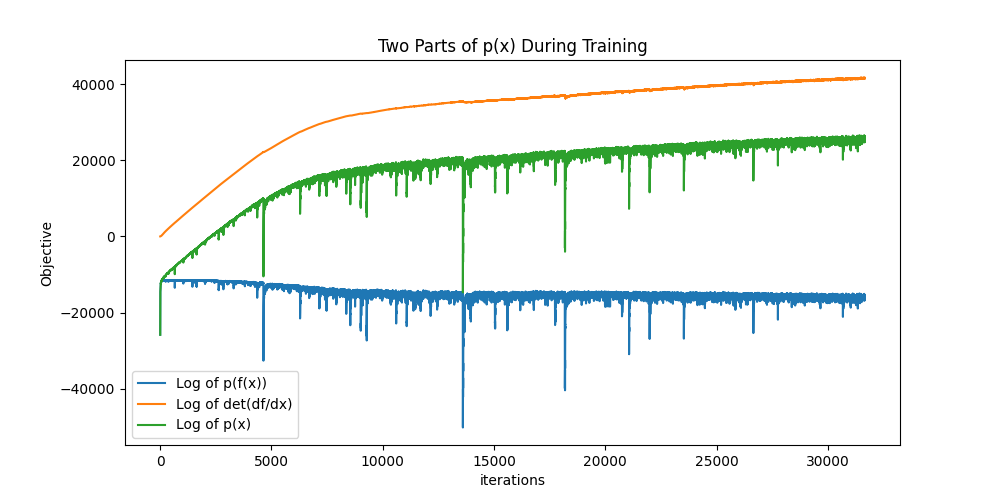 Two Parts of p(x) During Training
Objective
40000
20000
0
−20000
−40000
Log of p(f(x))
Log of det(df/dx)
Log of p(x)
0
5000
10000
15000
20000
25000
30000
iterations